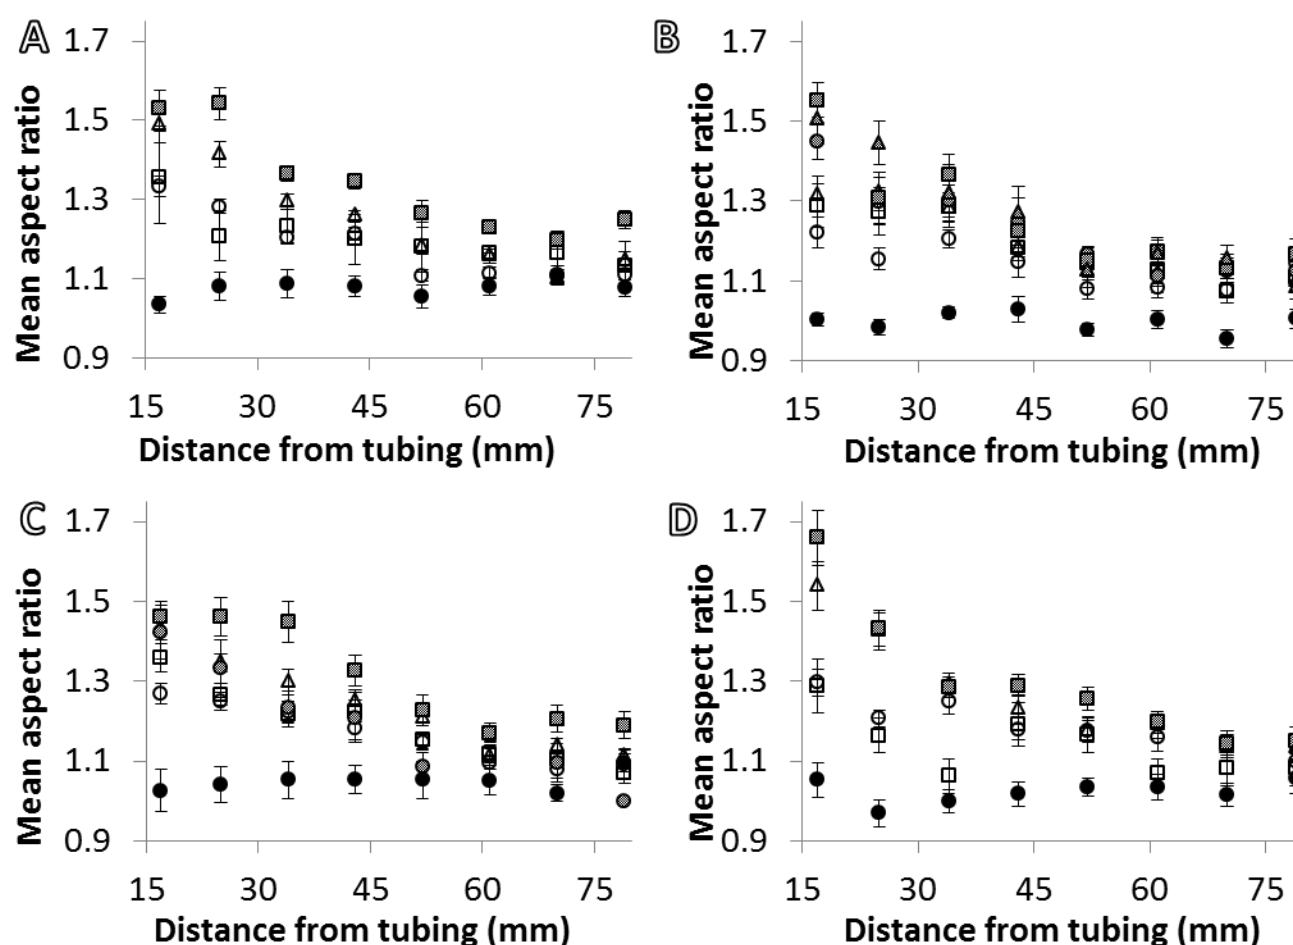 A
1.7
1.5
1.3
1.1
0.9
Mean aspect ratio
15 30 45 60 75
Distance from tubing (mm)
B
1.7
1.5
1.3
1.1
0.9
Mean aspect ratio
15 30 45 60 75
Distance from tubing (mm)
C
1.7
1.5
1.3
1.1
0.9
Mean aspect ratio
15 30 45 60 75
Distance from tubing (mm)
D
1.7
1.5
1.3
1.1
0.9
Mean aspect ratio
15 30 45 60 75
Distance from tubing (mm)